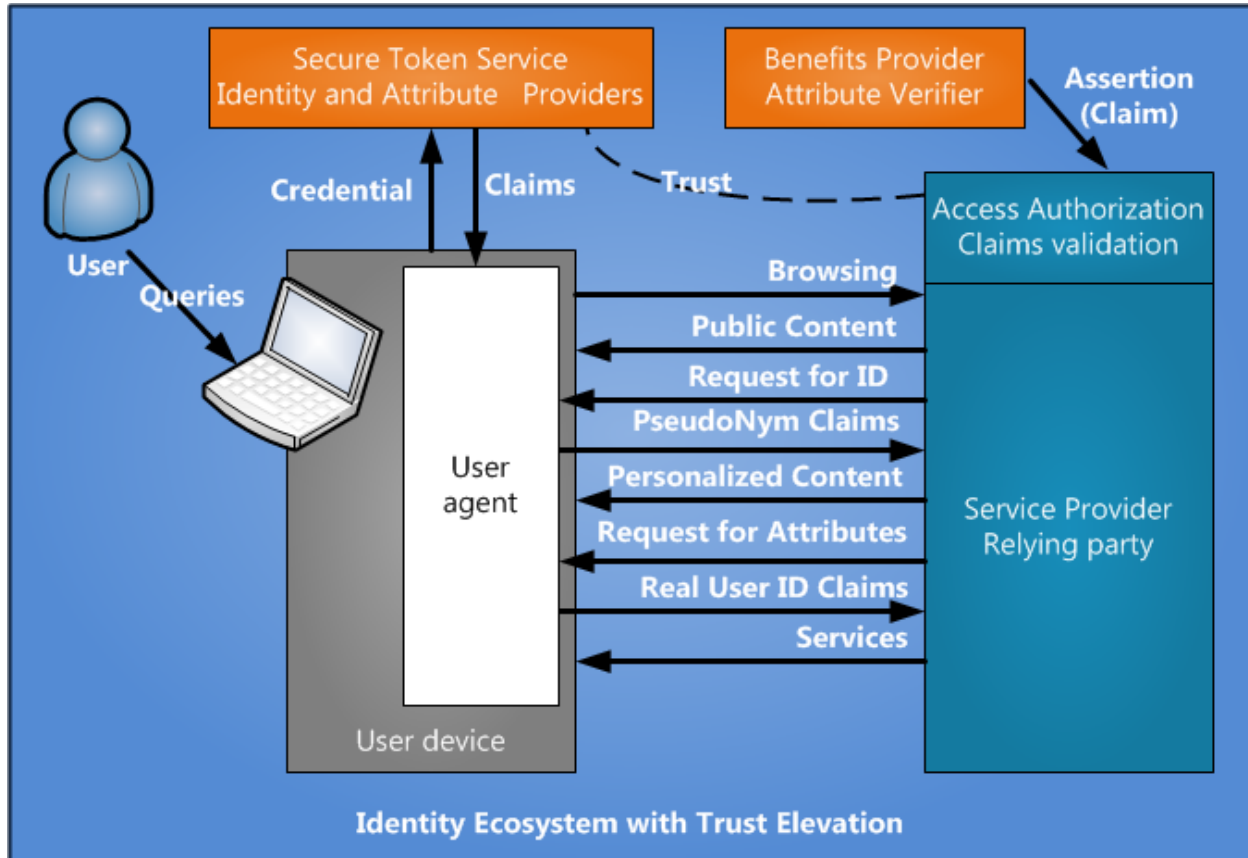 Secure Token Service
Identity and Attribute Providers
Benefits Provider
Attribute Verifier
Assertion
(Claim)
Credential
Claims
Trust
Access Authorization
Claims validation
User
Queries
Browsing
Public Content
Request for ID
PseudoNym Claims
Personalized Content
Request for Attributes
Real User ID Claims
Services
User
agent
Service Provider
Relying party
User device
Identity Ecosystem with Trust Elevation